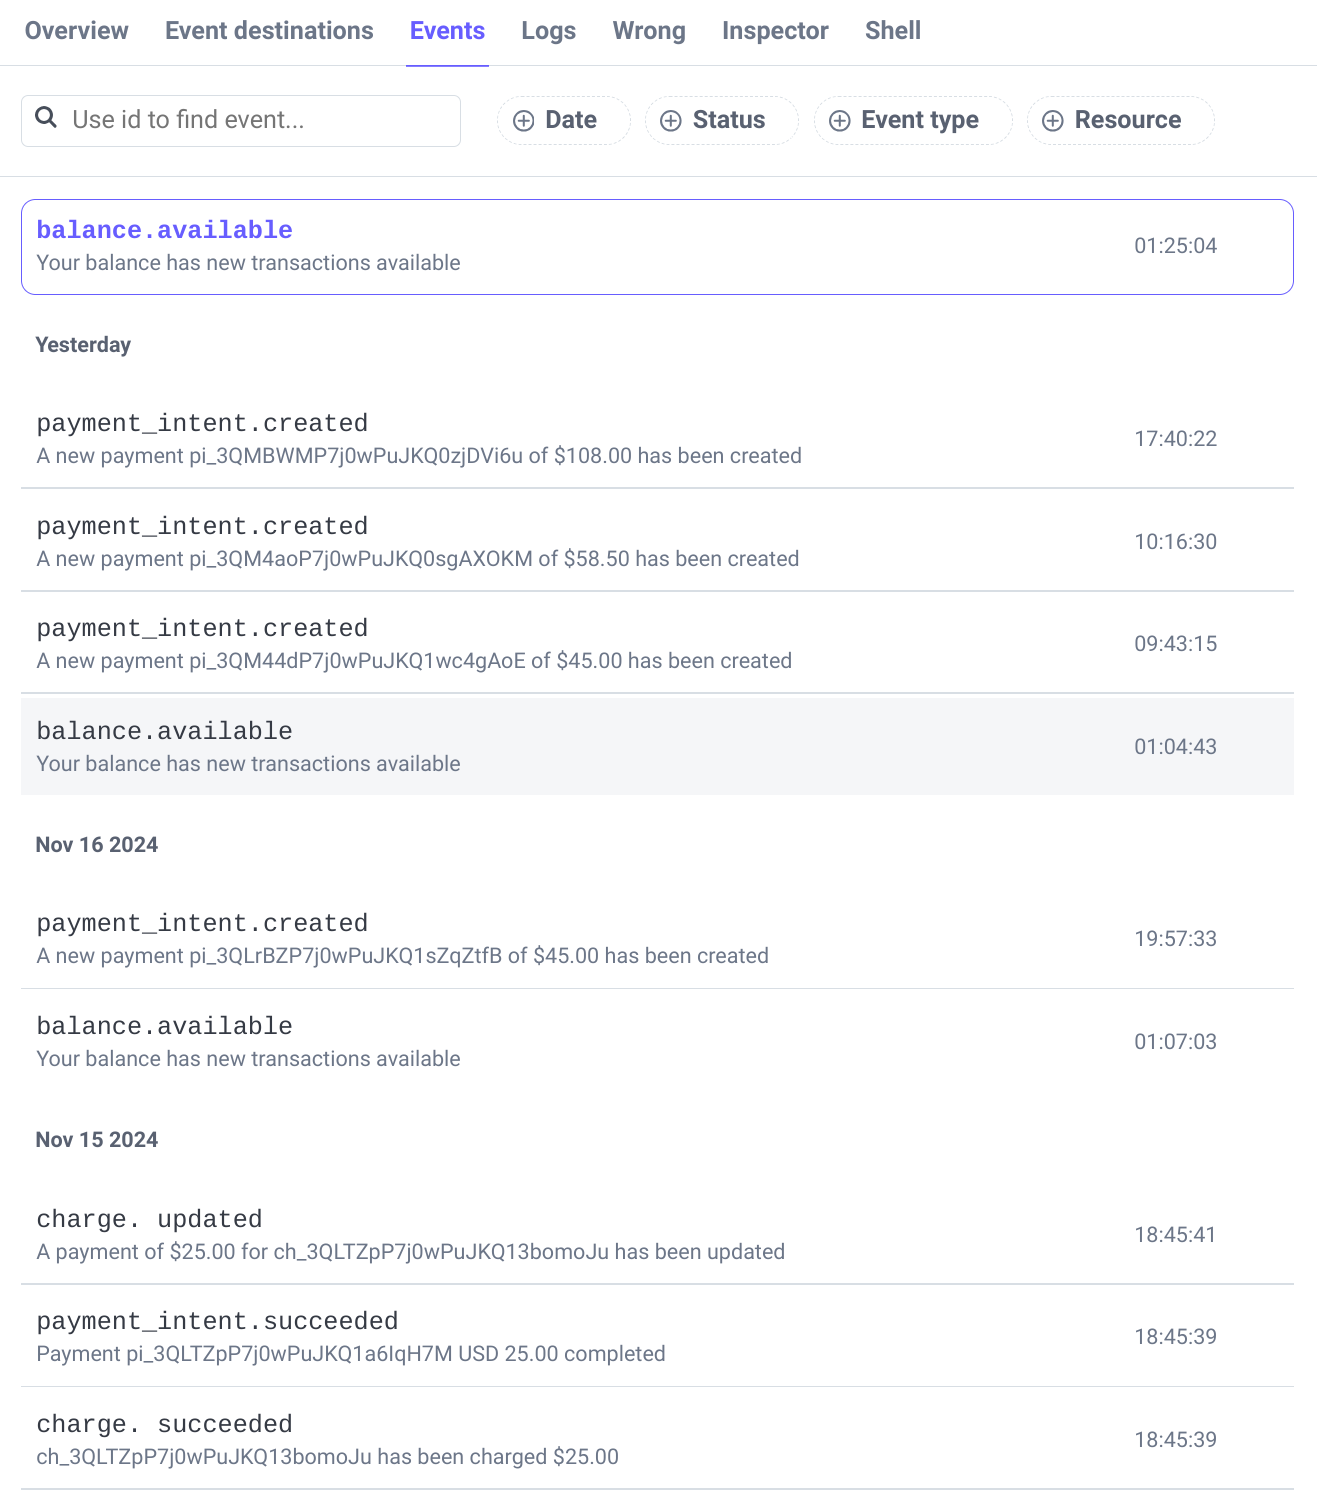 Overview Event destinations Events Logs Wrong Inspector Shell
Use id to find event... Date Status Event type Resource
balance.available
Your balance has new transactions available
01:25:04
Yesterday
payment_intent.created
A new payment pi_3QMBWMP7j0wPuJKQ0zjDVi6u of $108.00 has been created
17:40:22
payment_intent.created
A new payment pi_3QM4aoP7j0wPuJKQ0sgAXOKM of $58.50 has been created
10:16:30
payment_intent.created
A new payment pi_3QM44dP7j0wPuJKQ1wc4gAoE of $45.00 has been created
09:43:15
balance.available
Your balance has new transactions available
01:04:43
Nov 16 2024
payment_intent.created
A new payment pi_3QLrBZP7j0wPuJKQ1sZqZtfB of $45.00 has been created
19:57:33
balance.available
Your balance has new transactions available
01:07:03
Nov 15 2024
charge. updated
A payment of $25.00 for ch_3QLTZpP7j0wPuJKQ13bomoJu has been updated
18:45:41
payment_intent.succeeded
Payment pi_3QLTZpP7j0wPuJKQ1a6IqH7M USD 25.00 completed
18:45:39
charge. succeeded
ch_3QLTZpP7j0wPuJKQ13bomoJu has been charged $25.00
18:45:39